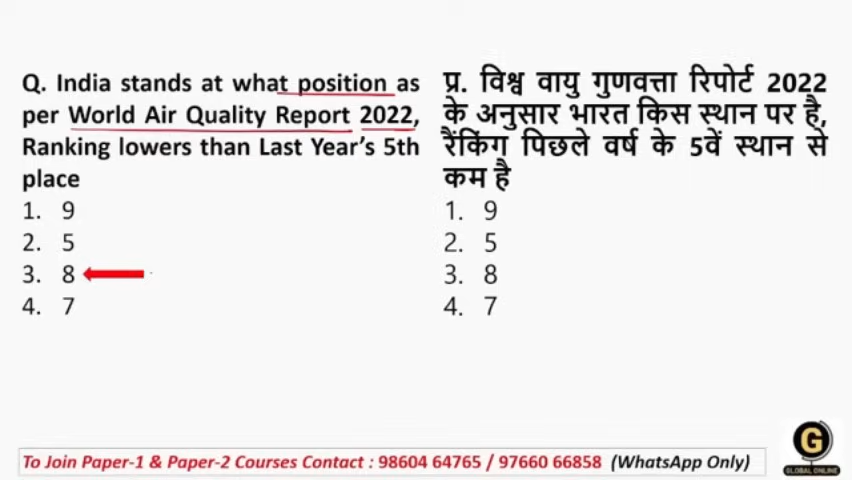 Q. India stands at what position as
per World Air Quality Report 2022,
Ranking lowers than Last Year's 5th
place
1. 9
2. 5
3. 8
4. 7
प्र. विश्व वायु गुणवत्ता रिपोर्ट 2022
के अनुसार भारत किस स्थान पर है,
रैंकिंग पिछले वर्ष के 5वें स्थान से
कम है
1. 9
2. 5
3. 8
4. 7
To Join Paper-1 & Paper-2 Courses Contact : 98604 64765 / 97660 66858 (WhatsApp Only)
G
GLOBAL ONLINE